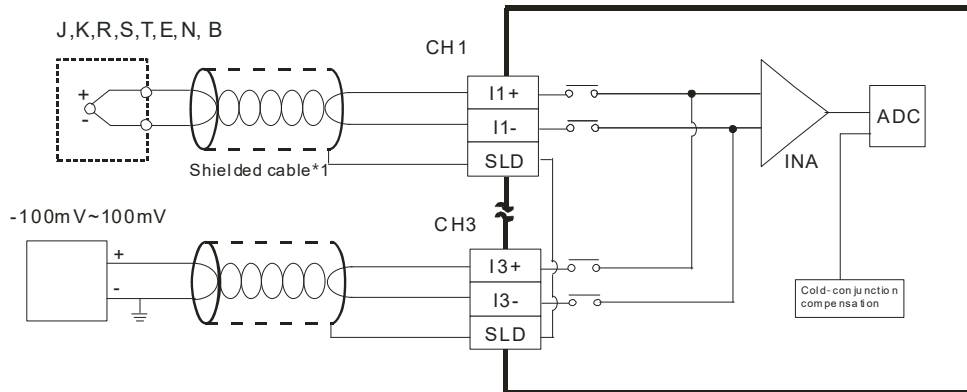 J,K,R,S,T,E,N, B
CH1
+
-
I1+
I1-
SLD
Shielded cable*1
INA
ADC
-100mV~100mV
CH3
+
-
I3+
I3-
SLD
Cold-conjunction
compensation